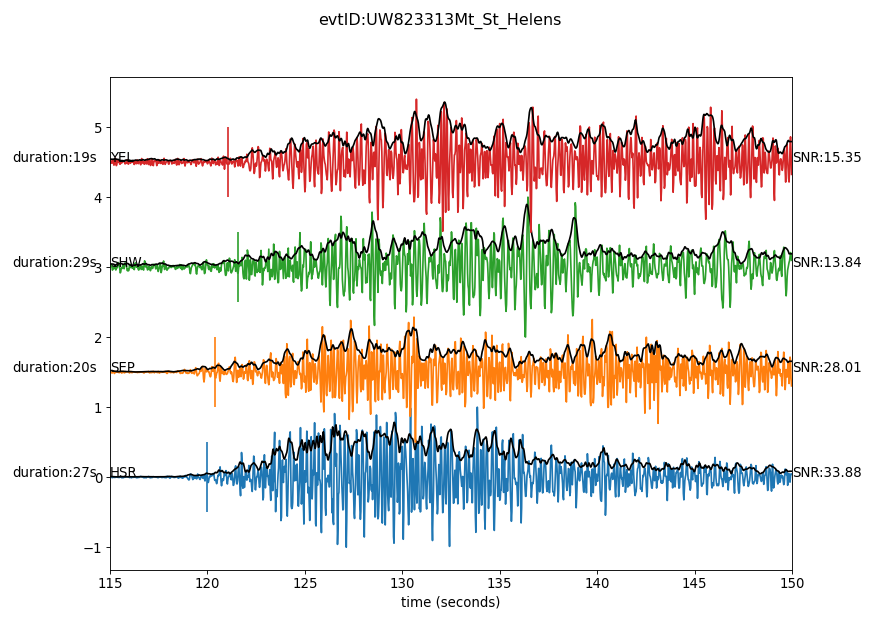 evtID:UW823313Mt_St_Helens
5
duration:19s YEL SNR:15.35
4
duration:29s SHW SNR:13.84
3
2
duration:20s SEP SNR:28.01
1
duration:27s HSR SNR:33.88
0
−1
115 120 125 130 135 140 145 150
time (seconds)